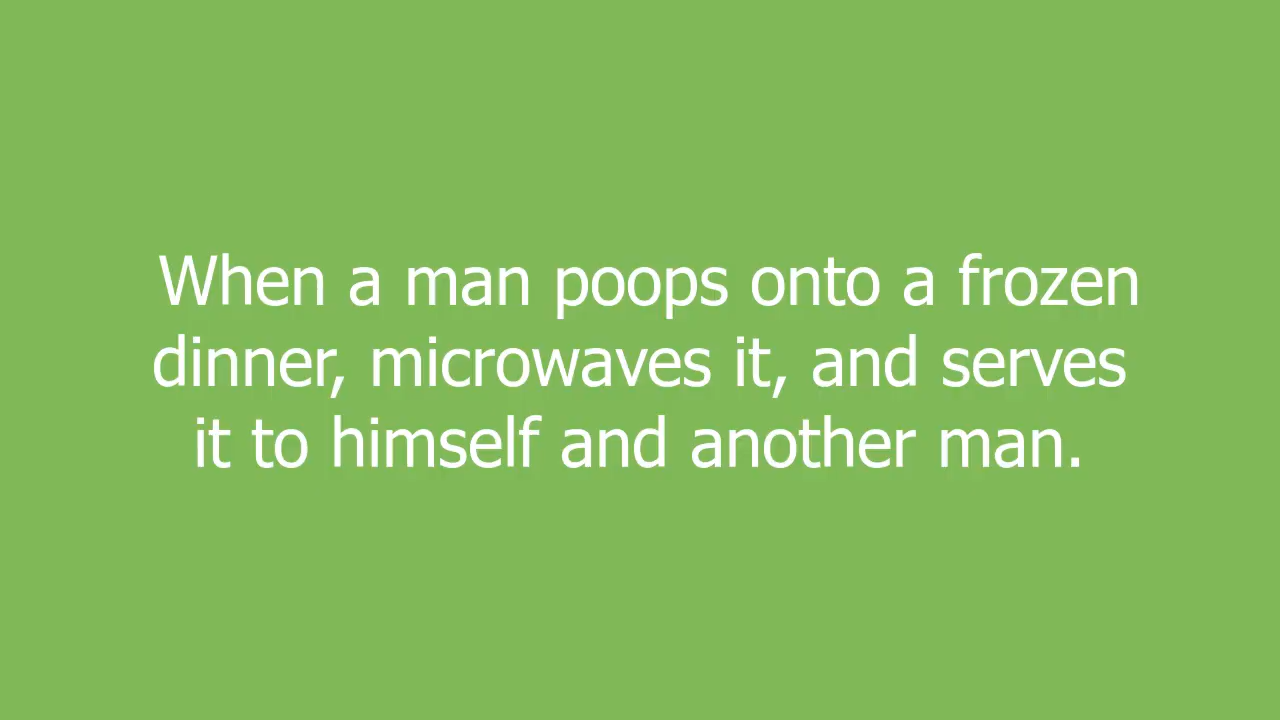 When a man poops onto a frozen
dinner, microwaves it, and serves
it to himself and another man.